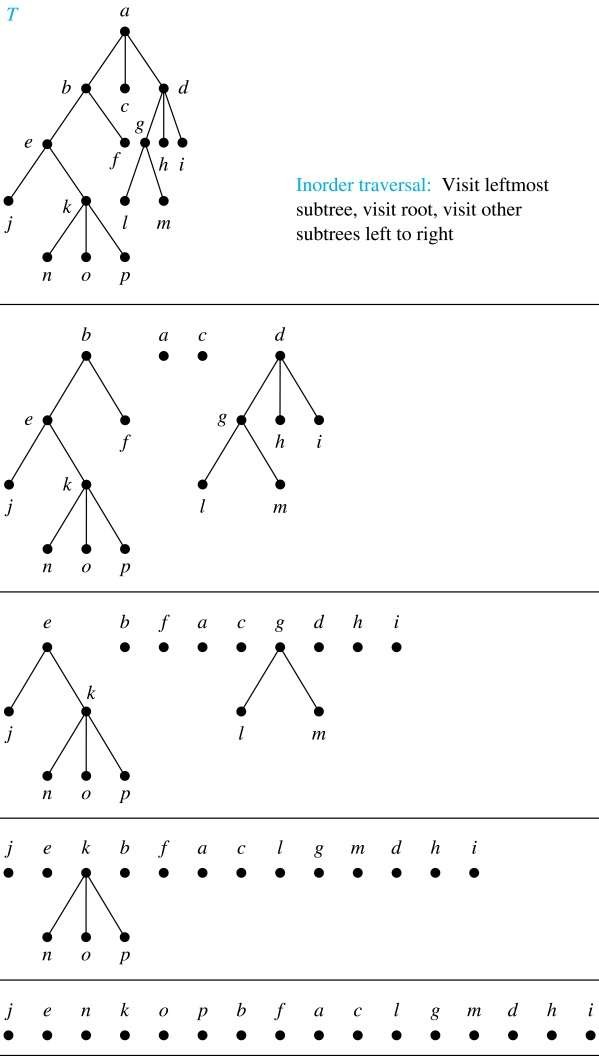 T
a
b d
c
g
e f h i
k
j l m
n o p
Inorder traversal: Visit leftmost
subtree, visit root, visit other
subtrees left to right
b a c d
e g
f h i
k
j l m
n o p
e b f a c g d h i
k
j l m
n o p
j e k b f a c l g m d h i
n o p
j e n k o p b f a c l g m d h i